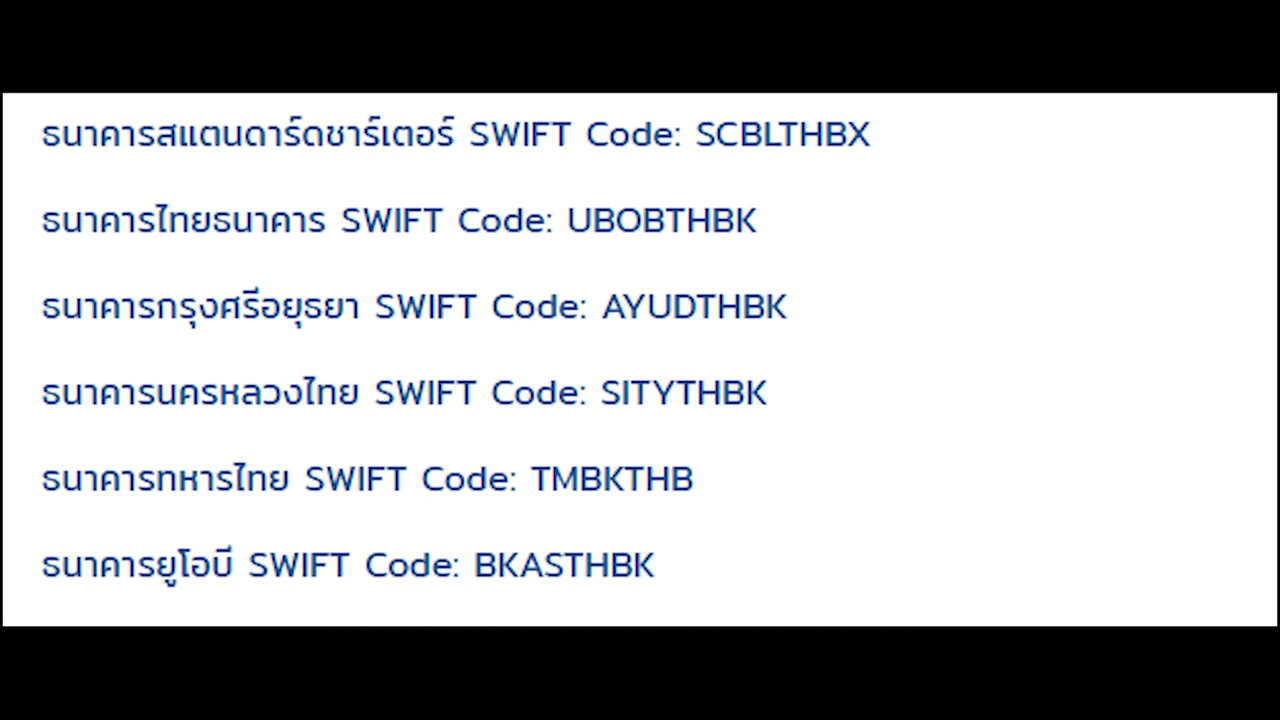 ธนาคารสแตนดาร์ดชาร์เตอร์ SWIFT Code: SCBLTHBX
ธนาคารไทยธนาคาร SWIFT Code: UBOBTHBK
ธนาคารกรุงศรีอยุธยา SWIFT Code: AYUDTHBK
ธนาคารนครหลวงไทย SWIFT Code: SITYTHBK
ธนาคารทหารไทย SWIFT Code: TMBKTHB
ธนาคารยูโอบี SWIFT Code: BKASTHBK